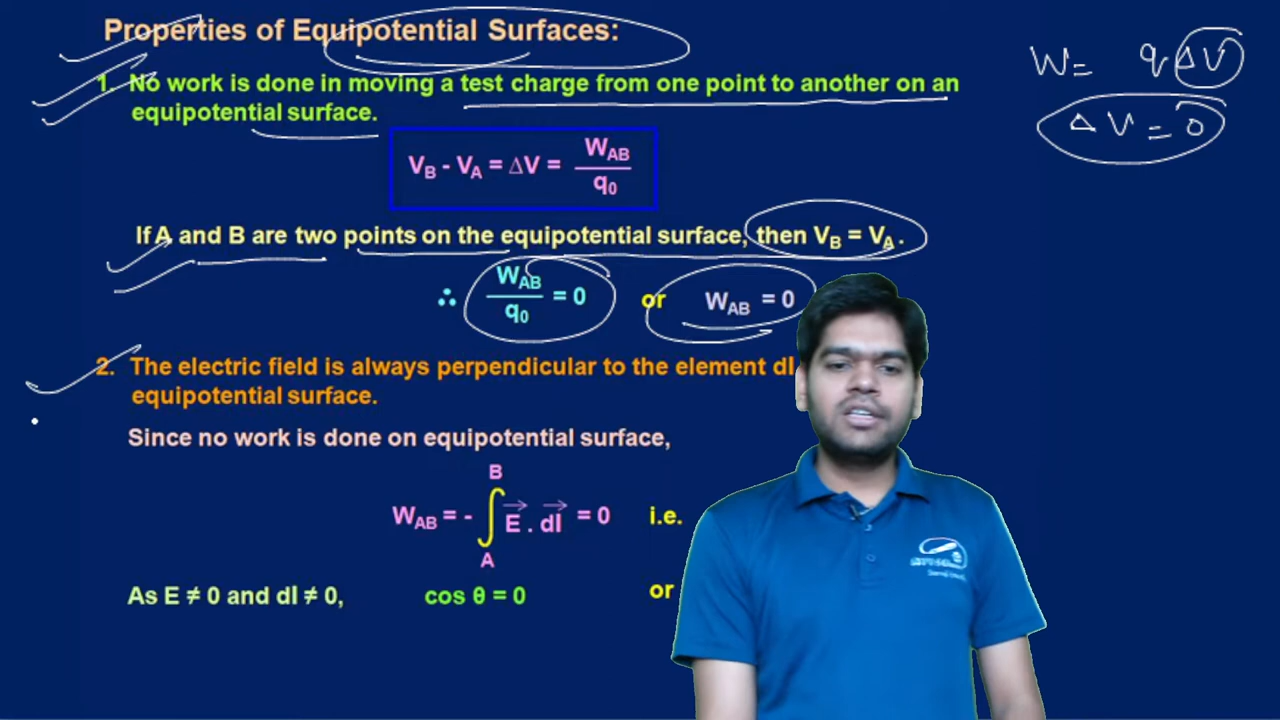 Properties of Equipotential Surfaces:
W = q ΔV
ΔV = 0
1. No work is done in moving a test charge from one point to another on an
equipotential surface.
V_B - V_A = ∆V = W_AB / q_0
If A and B are two points on the equipotential surface, then V_B = V_A .
∴ W_AB / q_0 = 0 or W_AB = 0
2. The electric field is always perpendicular to the element dl
equipotential surface.
Since no work is done on equipotential surface,
W_AB = - ∫_A^B E⃗ . dl⃗ = 0 i.e.
As E ≠ 0 and dl ≠ 0, cos θ = 0 or